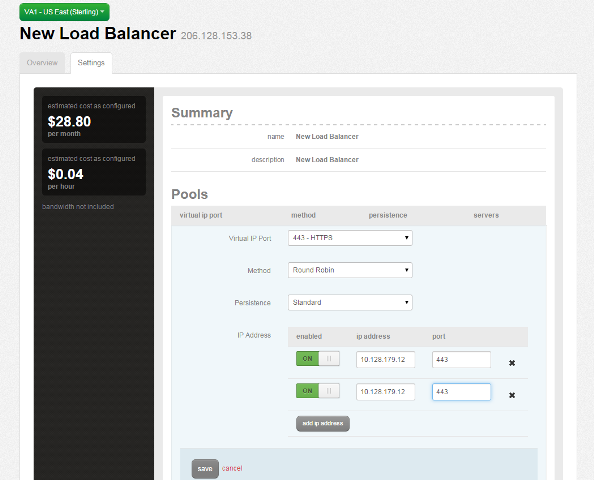 VA1 - US East (Sterling)
New Load Balancer 206.128.153.38
Overview Settings
estimated cost as configured
$28.80
per month
estimated cost as configured
$0.04
per hour
bandwidth not included
Summary
name New Load Balancer
description New Load Balancer
Pools
virtual ip port method persistence servers
Virtual IP Port 443 - HTTPS
Method Round Robin
Persistence Standard
IP Address enabled ip address port
ON 10.128.179.12 443
ON 10.128.179.12 443
add ip address
save cancel